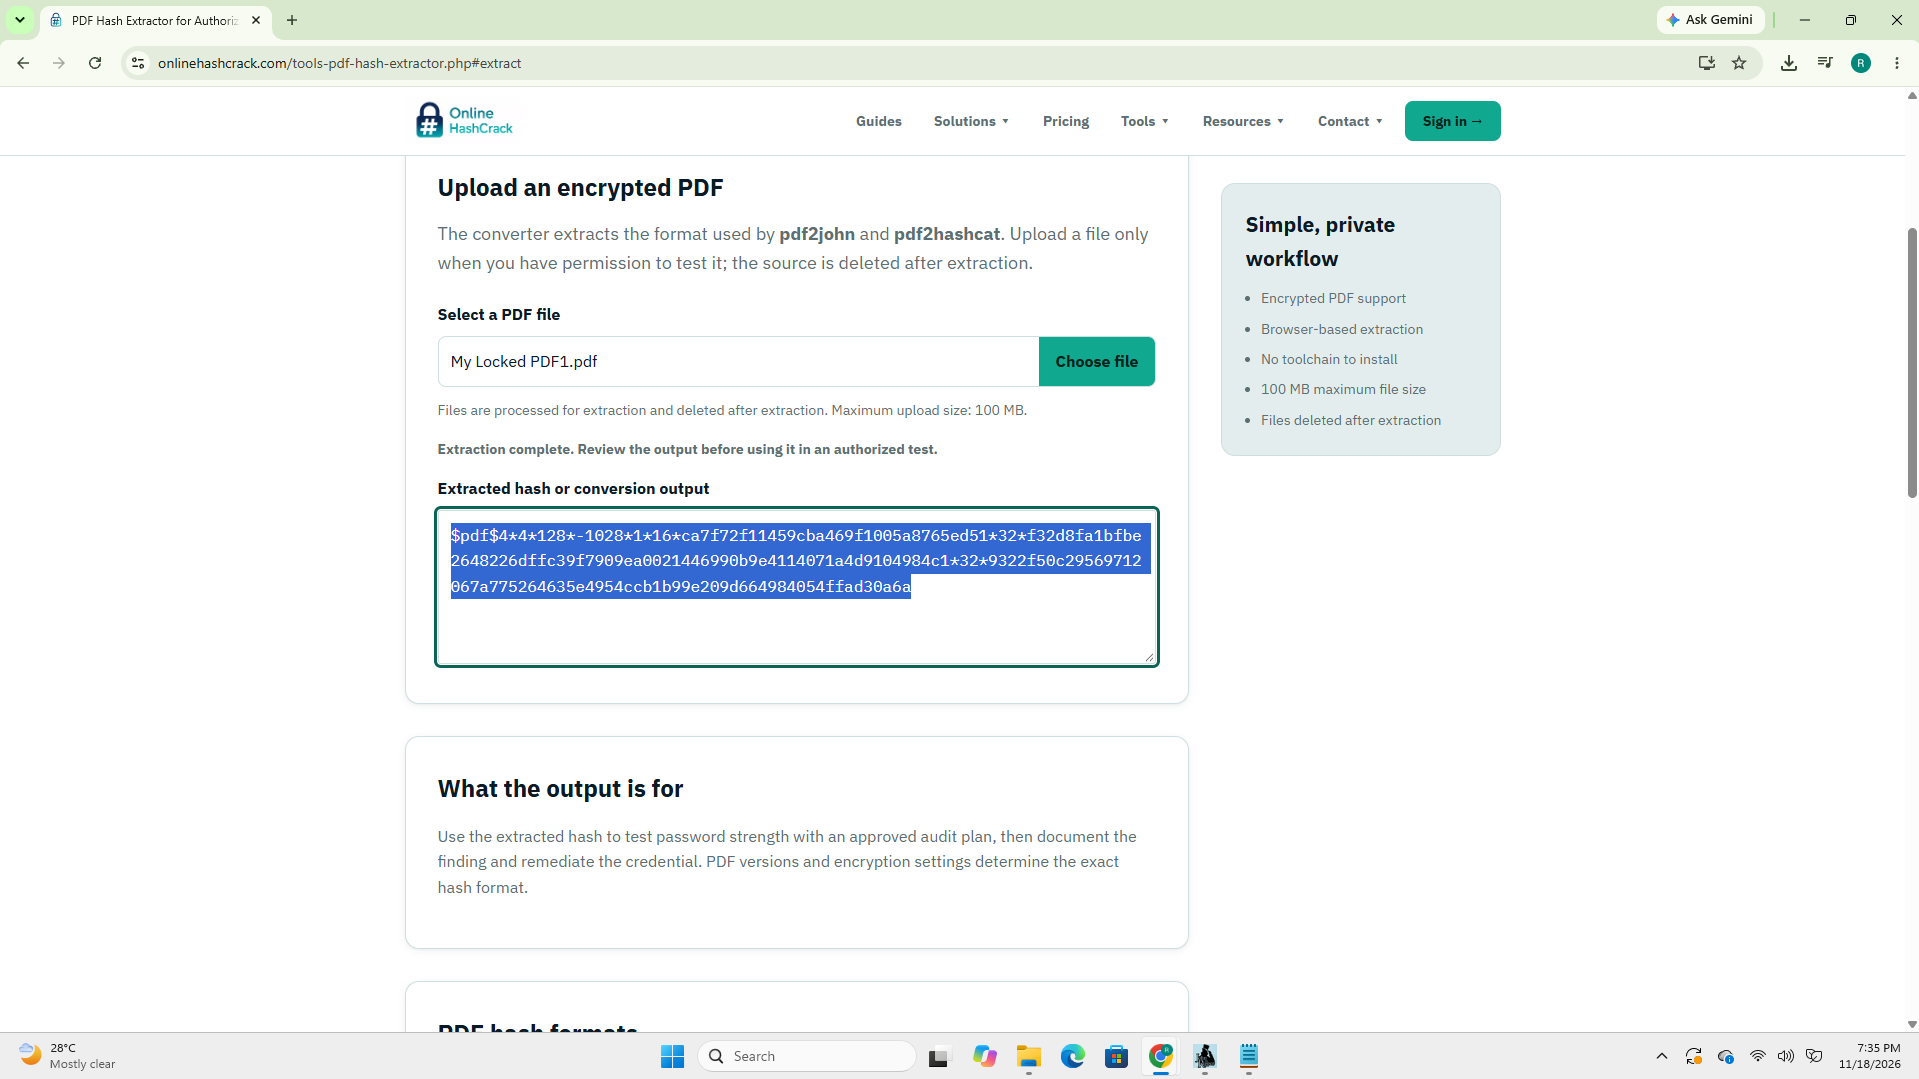 PDF Hash Extractor for Authoriz
Ask Gemini
onlinehashcrack.com/tools-pdf-hash-extractor.php#extract
R
Online
HashCrack
Guides
Solutions
Pricing
Tools
Resources
Contact
Sign in →
Upload an encrypted PDF
The converter extracts the format used by pdf2john and pdf2hashcat. Upload a file only
when you have permission to test it; the source is deleted after extraction.
Select a PDF file
My Locked PDF1.pdf
Choose file
Files are processed for extraction and deleted after extraction. Maximum upload size: 100 MB.
Extraction complete. Review the output before using it in an authorized test.
Extracted hash or conversion output
$pdf$4*4*128*-1028*1*16*ca7f72f11459cba469f1005a8765ed51*32*f32d8fa1bfbe
2648226dffc39f7909ea0021446990b9e4114071a4d9104984c1*32*9322f50c29569712
067a775264635e4954ccb1b99e209d664984054ffad30a6a
Simple, private
workflow
• Encrypted PDF support
• Browser-based extraction
• No toolchain to install
• 100 MB maximum file size
• Files deleted after extraction
What the output is for
Use the extracted hash to test password strength with an approved audit plan, then document the
finding and remediate the credential. PDF versions and encryption settings determine the exact
hash format.
PDF hash formats
28°C
Mostly clear
Search
7:35 PM
11/18/2026